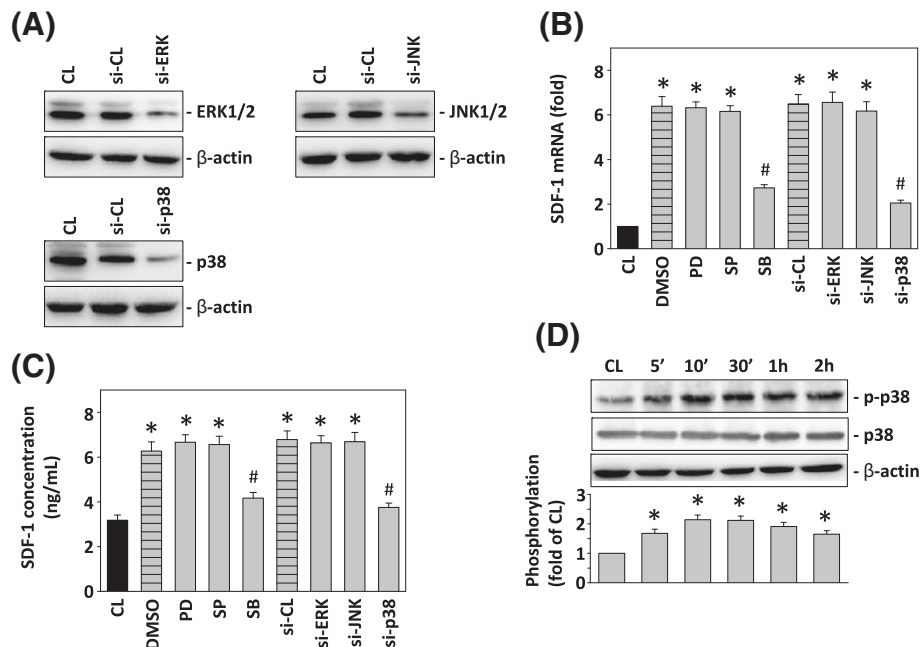 (A)
CL si-CL si-ERK
- ERK1/2
- β-actin
CL si-CL si-JNK
- JNK1/2
- β-actin
CL si-CL si-p38
- p38
- β-actin
(B)
SDF-1 mRNA (fold)
8
6
4
2
0
* * * # * * * #
CL DMSO PD SP SB si-CL si-ERK si-JNK si-p38
(C)
SDF-1 concentration
(ng/mL)
8
6
4
2
0
* * * # * * * #
CL DMSO PD SP SB si-CL si-ERK si-JNK si-p38
(D)
CL 5’ 10’ 30’ 1h 2h
- p-p38
- p38
- β-actin
Phosphorylation
(fold of CL)
3
2
1
0
* * * * *